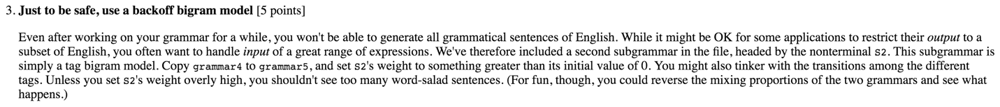 3. Just to be safe, use a backoff bigram model [5 points]
Even after working on your grammar for a while, you won't be able to generate all grammatical sentences of English. While it might be OK for some applications to restrict their output to a
subset of English, you often want to handle input of a great range of expressions. We've therefore included a second subgrammar in the file, headed by the nonterminal S2. This subgrammar is
simply a tag bigram model. Copy grammar4 to grammar5, and set S2's weight to something greater than its initial value of 0. You might also tinker with the transitions among the different
tags. Unless you set S2's weight overly high, you shouldn't see too many word-salad sentences. (For fun, though, you could reverse the mixing proportions of the two grammars and see what
happens.)